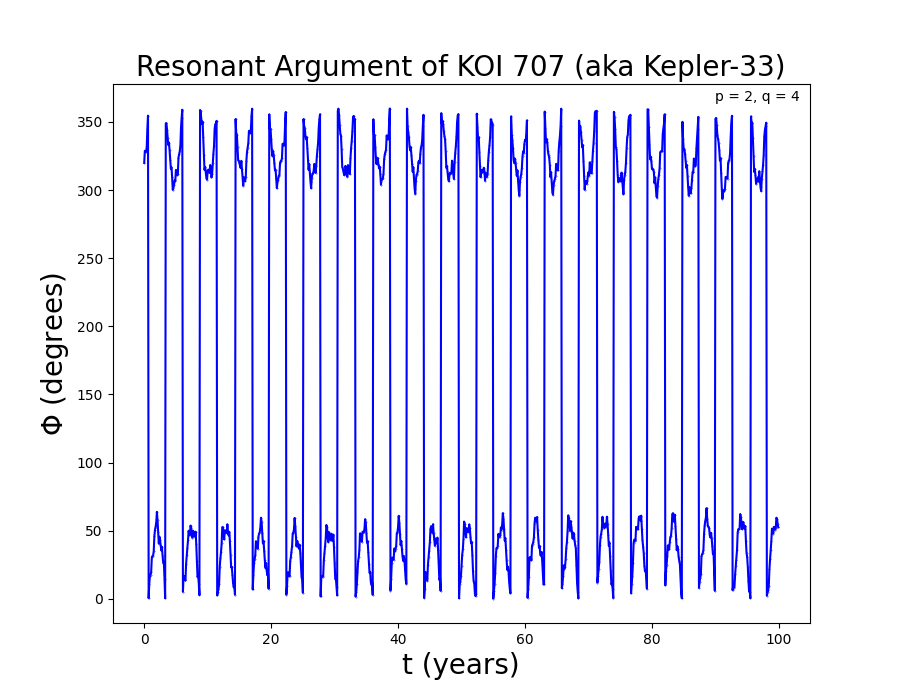 Resonant Argument of KOI 707 (aka Kepler-33)
p = 2, q = 4
350
300
250
200
150
100
50
0
Φ (degrees)
0 20 40 60 80 100
t (years)